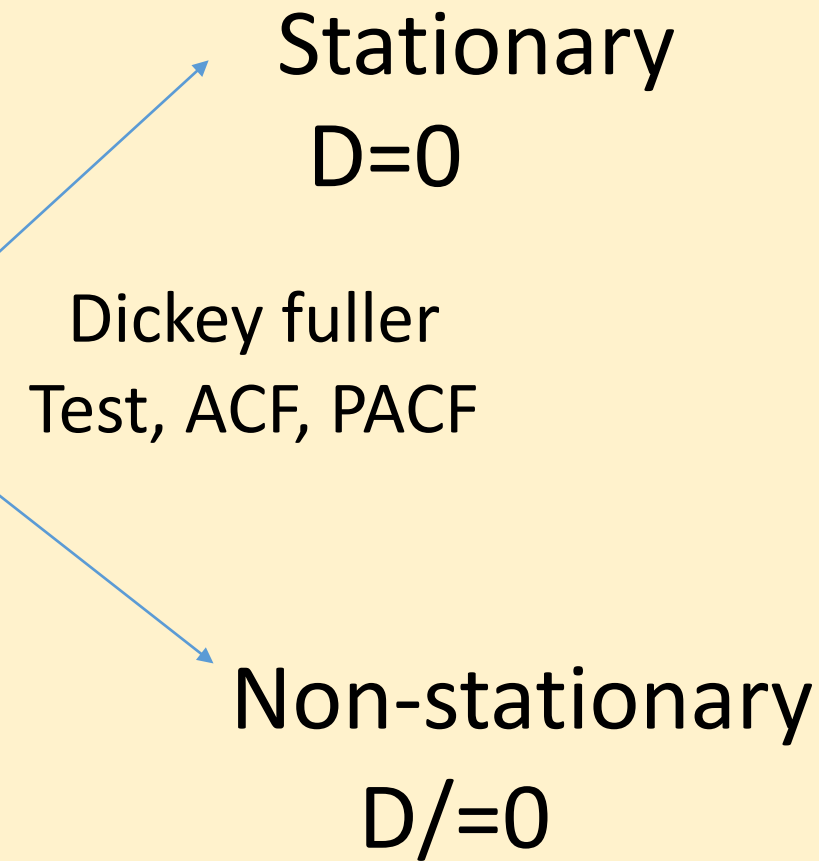 Stationary
D=0
Dickey fuller
Test, ACF, PACF
Non-stationary
D/=0